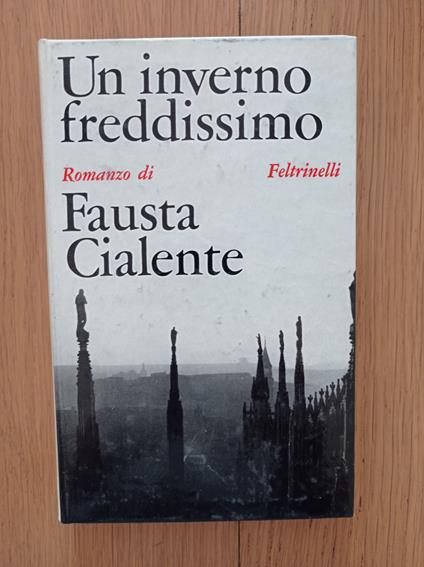 Un inverno
freddissimo
Romanzo di Feltrinelli
Fausta
Cialente